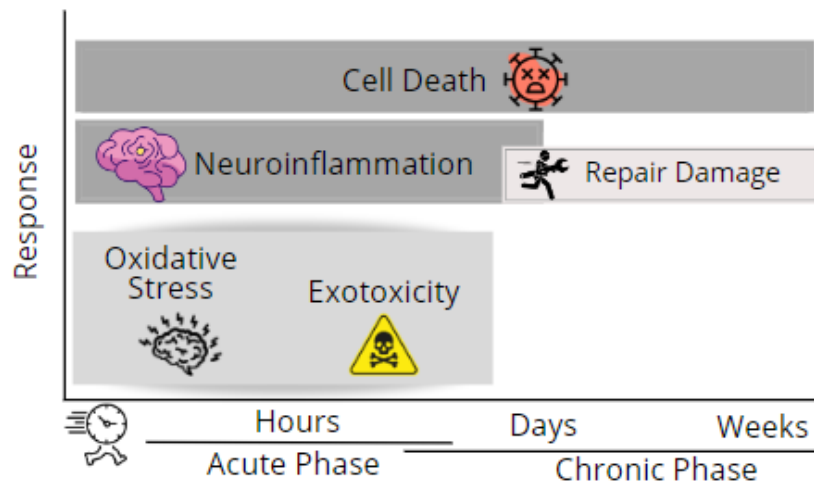 Response
Cell Death
Neuroinflammation
Repair Damage
Oxidative
Stress
Exotoxicity
Hours
Days
Weeks
Acute Phase
Chronic Phase